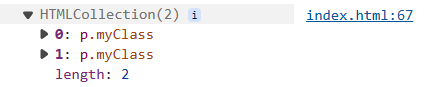 HTMLCollection(2) i index.html:67
0: p.myClass
1: p.myClass
length: 2